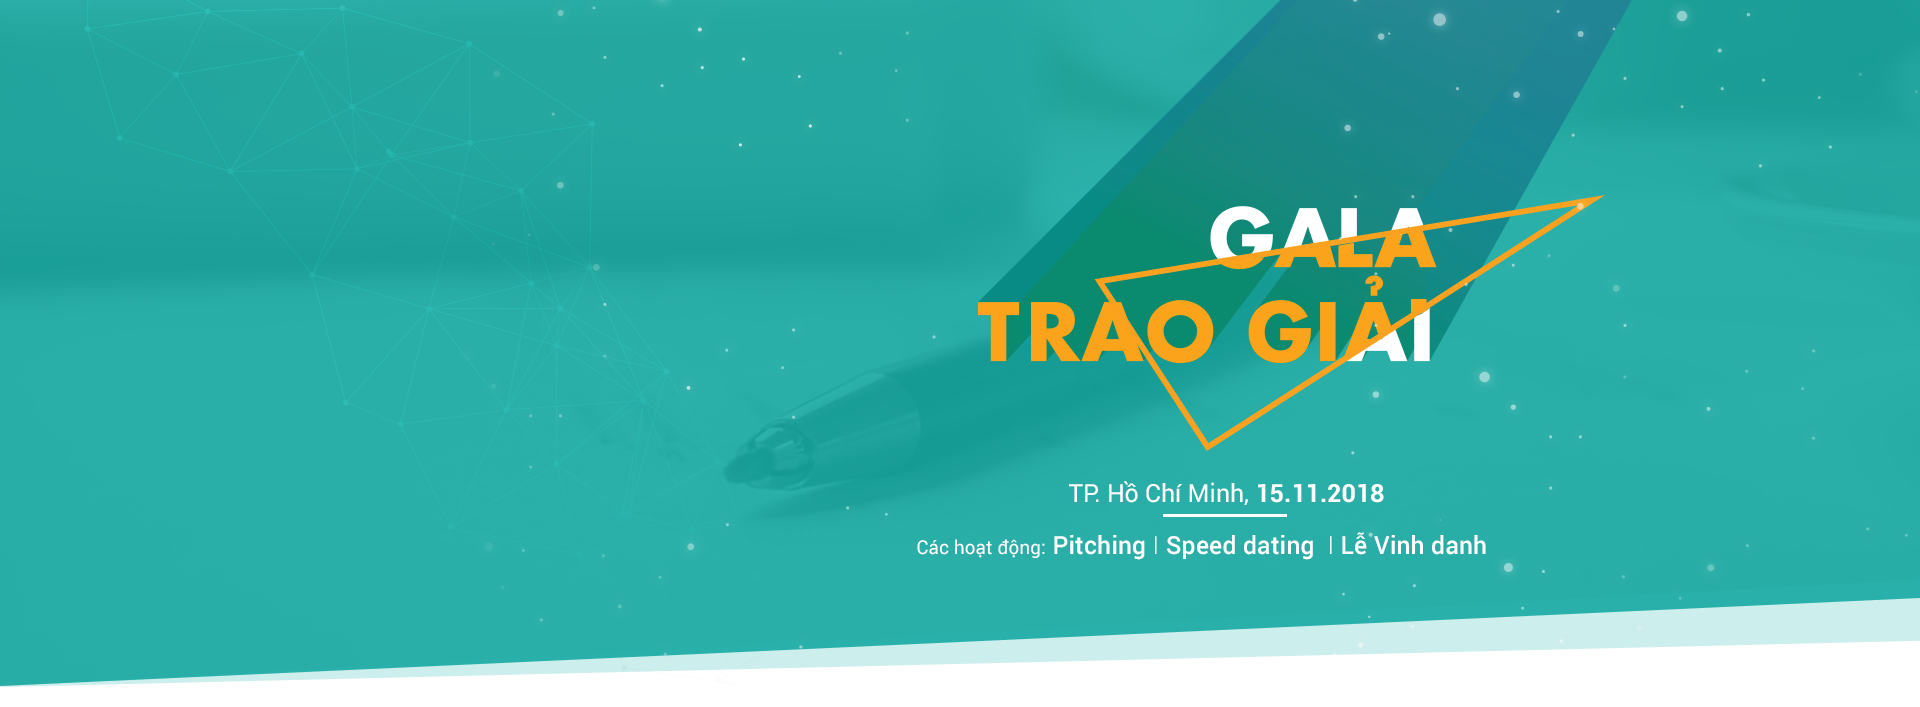 GALA
TRAO GIẢI
TP. Hồ Chí Minh, 15.11.2018
Các hoạt động: Pitching | Speed dating | Lễ Vinh danh